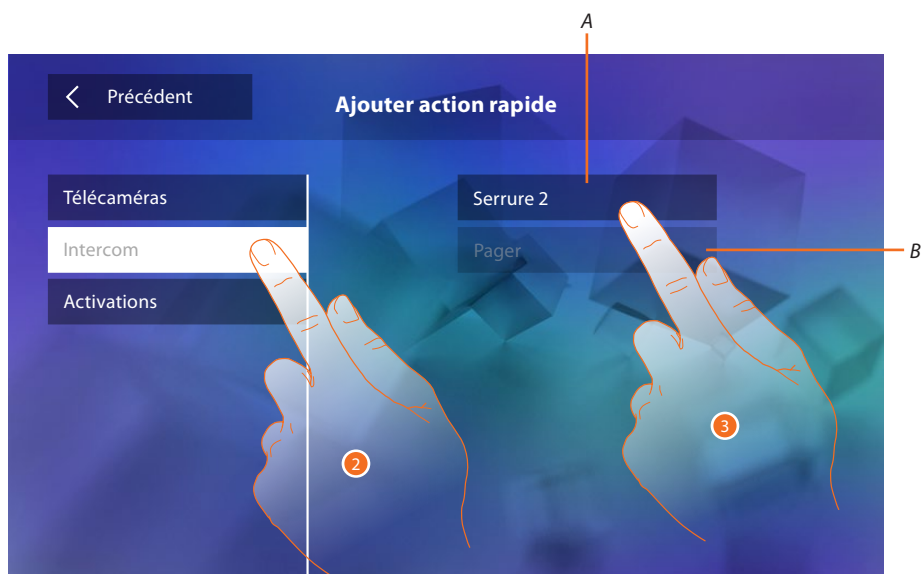 A
Précédent
Ajouter action rapide
Télécaméras
Serrure 2
Intercom
Pager
B
Activations
3
2